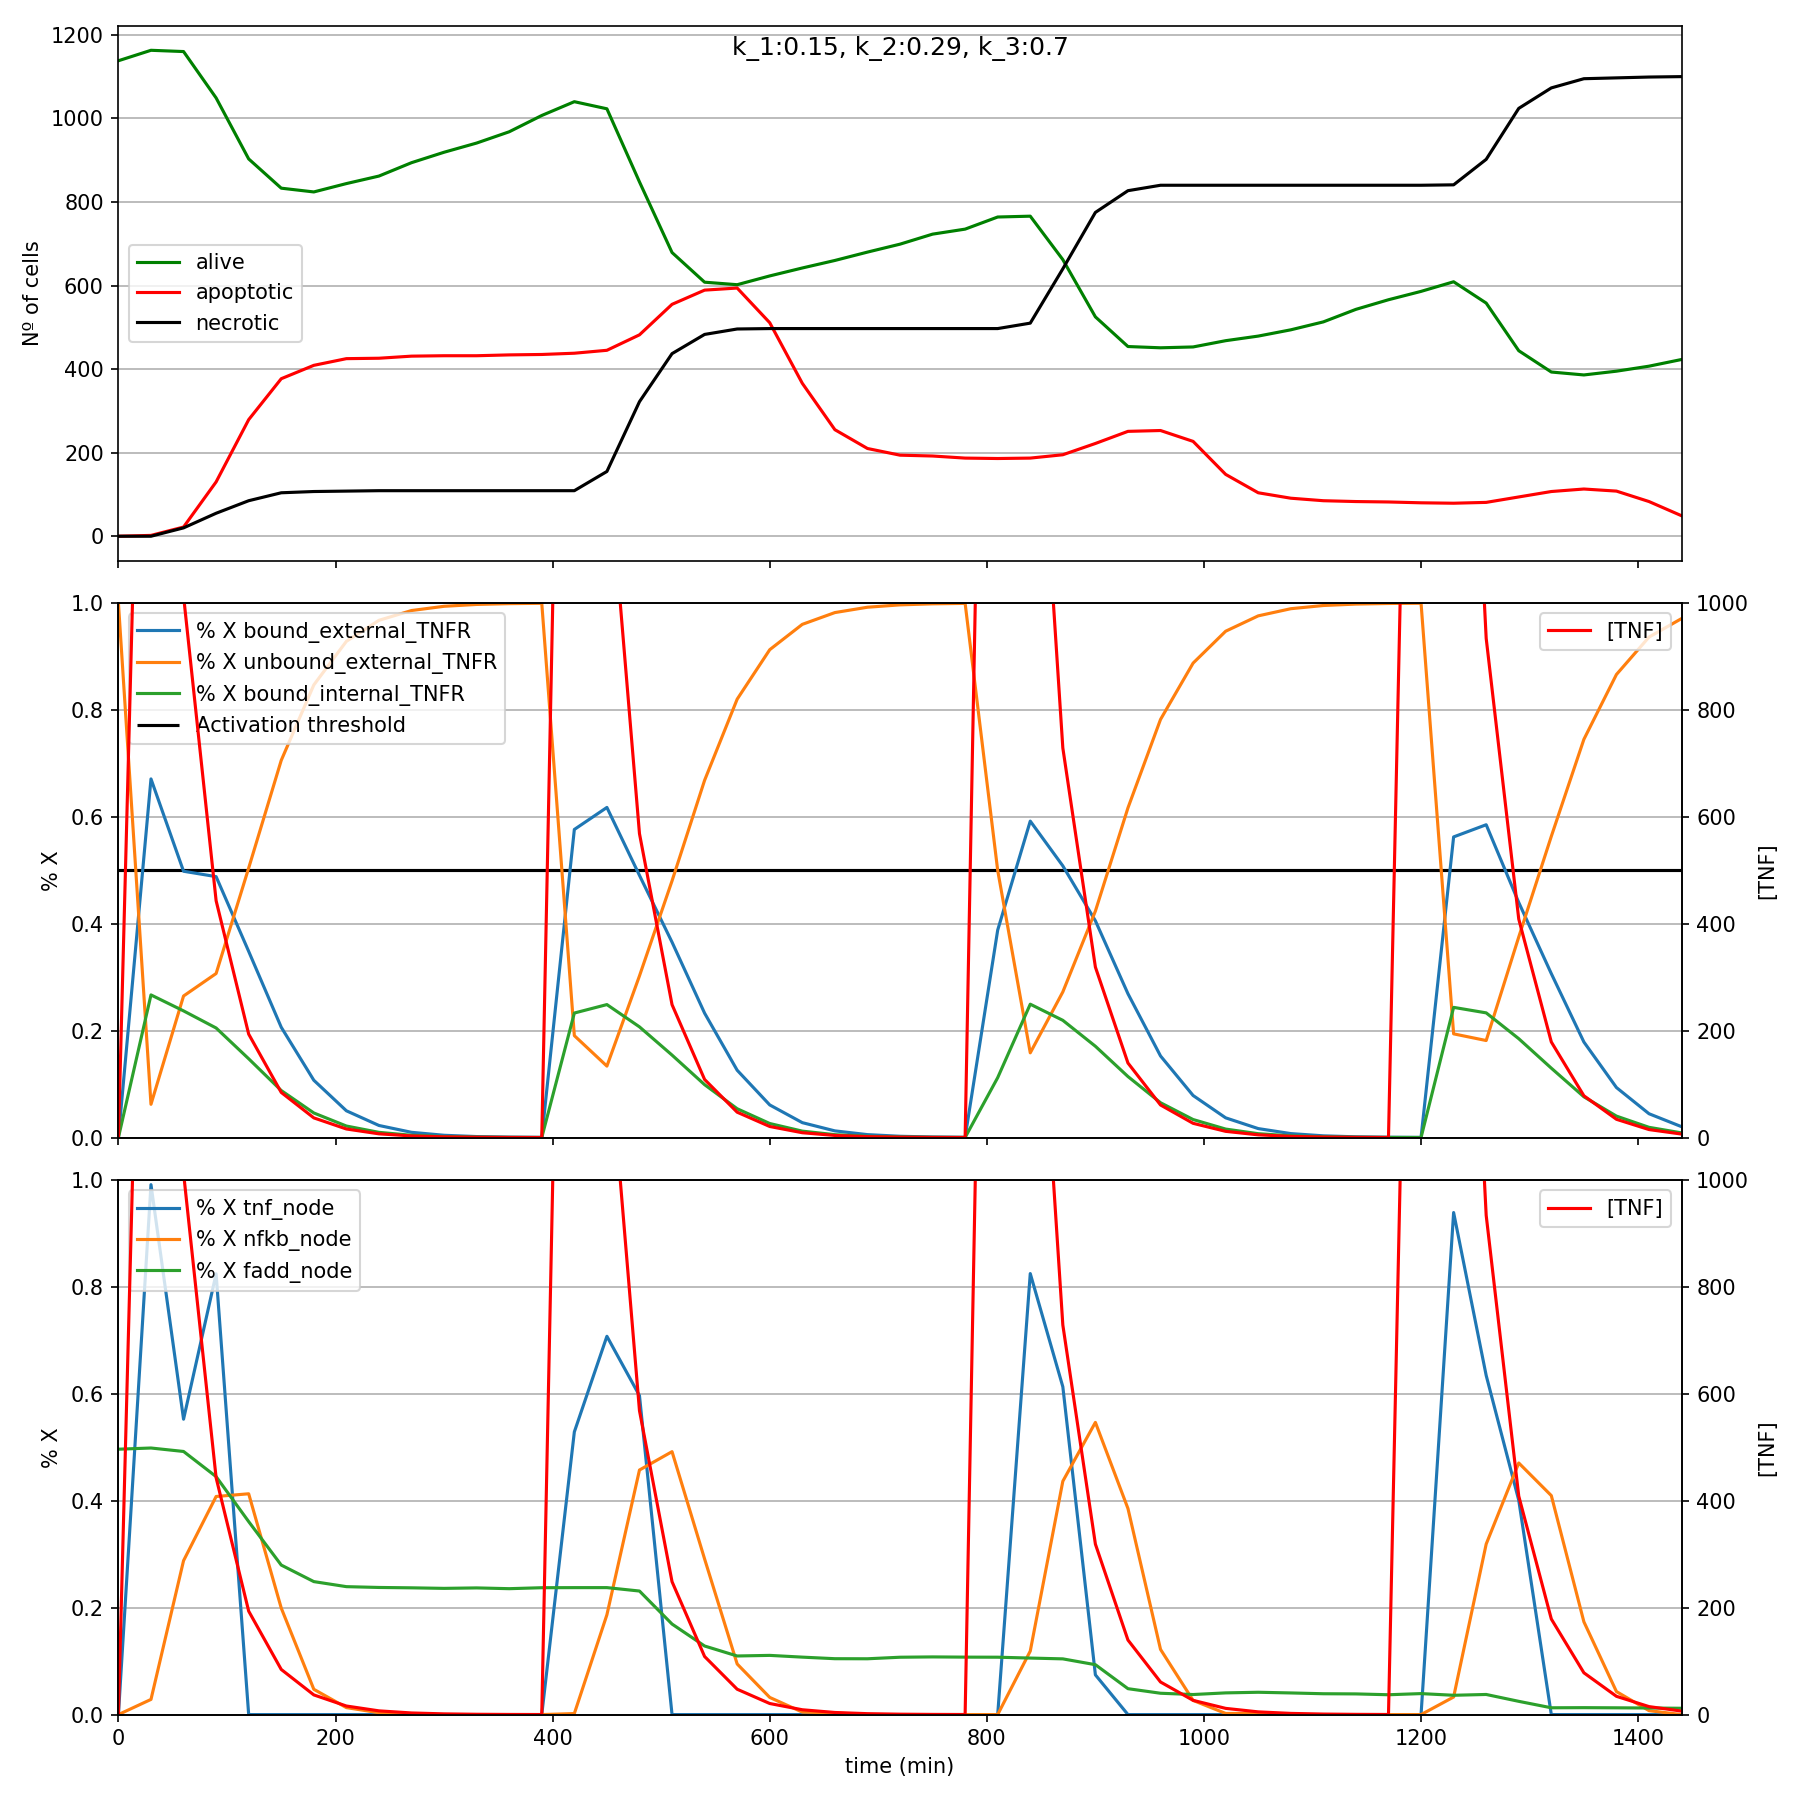 k_1:0.15, k_2:0.29, k_3:0.7
1200
1000
800
600
400
200
0
Nº of cells
alive
apoptotic
necrotic
1.0
0.8
0.6
0.4
0.2
0.0
% X
% X bound_external_TNFR
% X unbound_external_TNFR
% X bound_internal_TNFR
Activation threshold
[TNF]
1000
800
600
400
200
0
[TNF]
1.0
0.8
0.6
0.4
0.2
0.0
% X
% X tnf_node
% X nfkb_node
% X fadd_node
[TNF]
1000
800
600
400
200
0
[TNF]
0 200 400 600 800 1000 1200 1400
time (min)